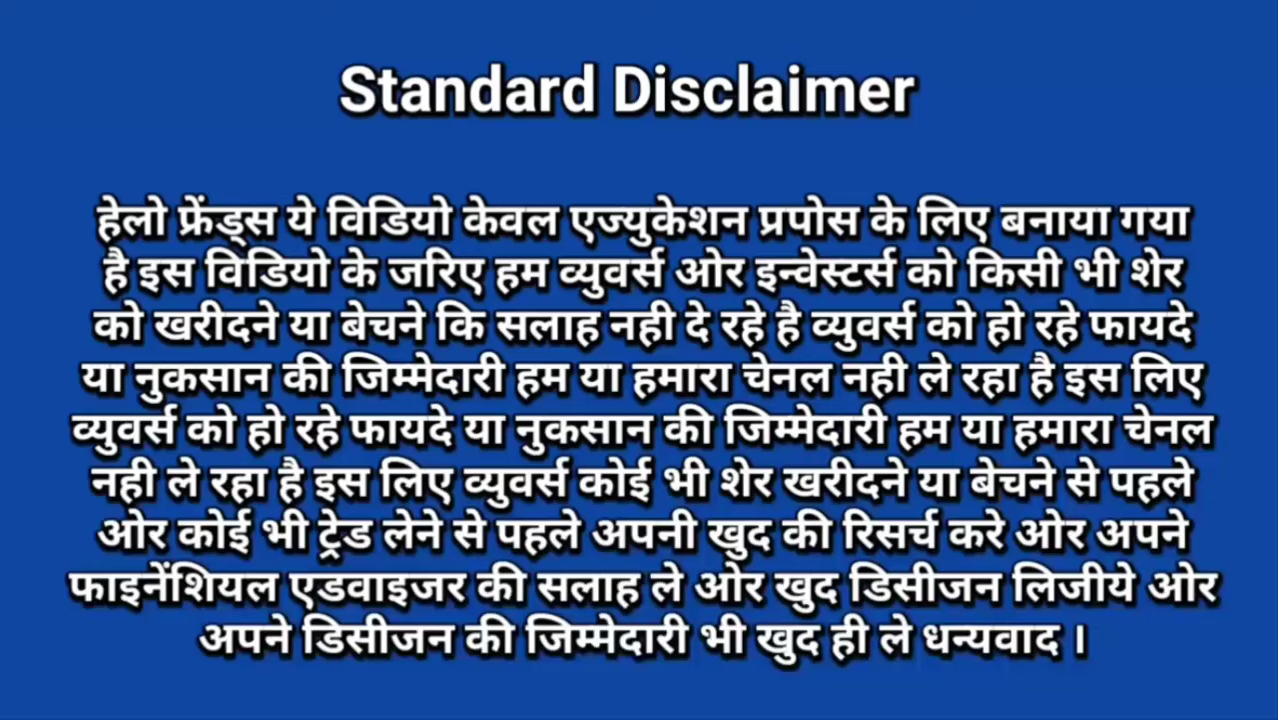 Standard Disclaimer
हेलो फ्रेंड्स ये विडियो केवल एज्युकेशन प्रपोस के लिए बनाया गया
है इस विडियो के जरिए हम व्युवर्स ओर इन्वेस्टर्स को किसी भी शेर
को खरीदने या बेचने कि सलाह नही दे रहे है व्युवर्स को हो रहे फायदे
या नुकसान की जिम्मेदारी हम या हमारा चेनल नही ले रहा है इस लिए
व्युवर्स को हो रहे फायदे या नुकसान की जिम्मेदारी हम या हमारा चेनल
नही ले रहा है इस लिए व्युवर्स कोई भी शेर खरीदने या बेचने से पहले
ओर कोई भी ट्रेड लेने से पहले अपनी खुद की रिसर्च करे ओर अपने
फाइनेंशियल एडवाइजर की सलाह ले ओर खुद डिसीजन लिजीये ओर
अपने डिसीजन की जिम्मेदारी भी खुद ही ले धन्यवाद ।